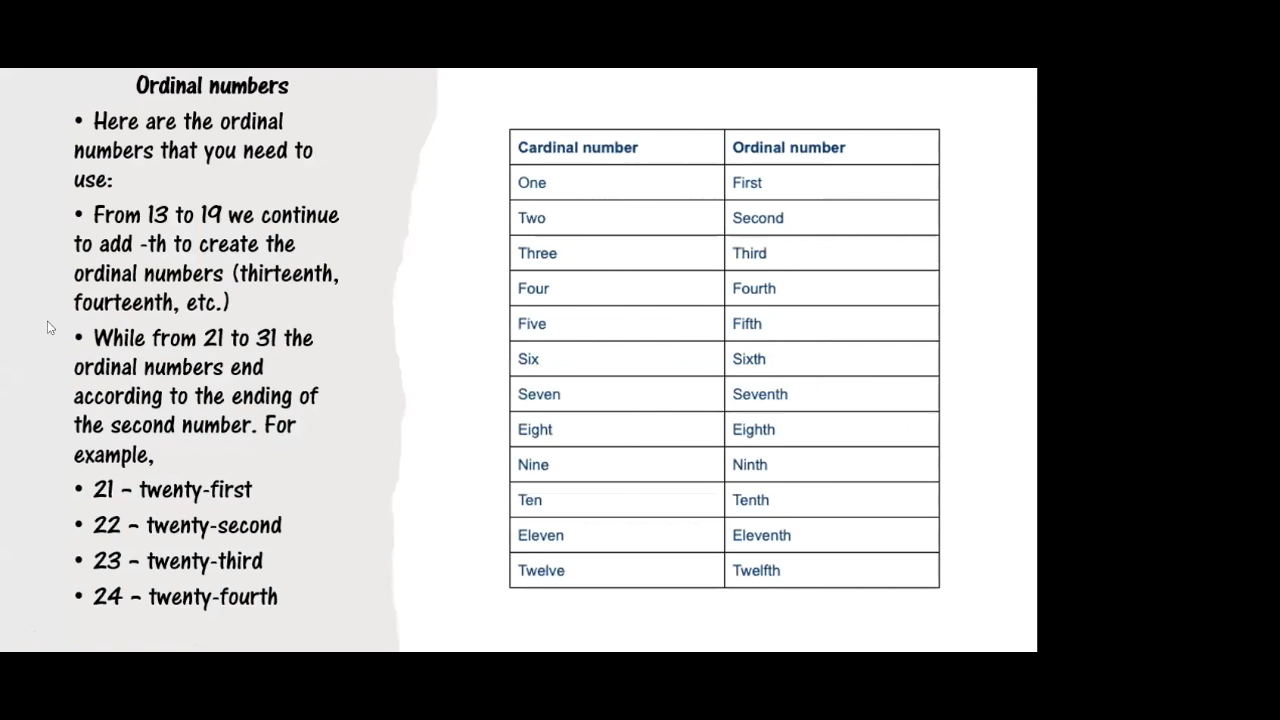 Ordinal numbers
• Here are the ordinal
numbers that you need to
use:
• From 13 to 19 we continue
to add -th to create the
ordinal numbers (thirteenth,
fourteenth, etc.)
• While from 21 to 31 the
ordinal numbers end
according to the ending of
the second number. For
example,
• 21 – twenty-first
• 22 – twenty-second
• 23 – twenty-third
• 24 – twenty-fourth
Cardinal number Ordinal number
One First
Two Second
Three Third
Four Fourth
Five Fifth
Six Sixth
Seven Seventh
Eight Eighth
Nine Ninth
Ten Tenth
Eleven Eleventh
Twelve Twelfth